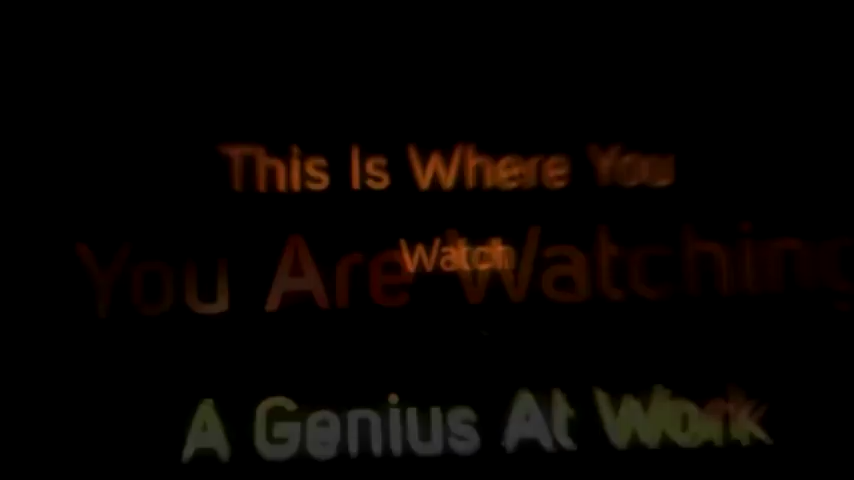 This Is Where You
Watch
You Are Watching
A Genius At Work